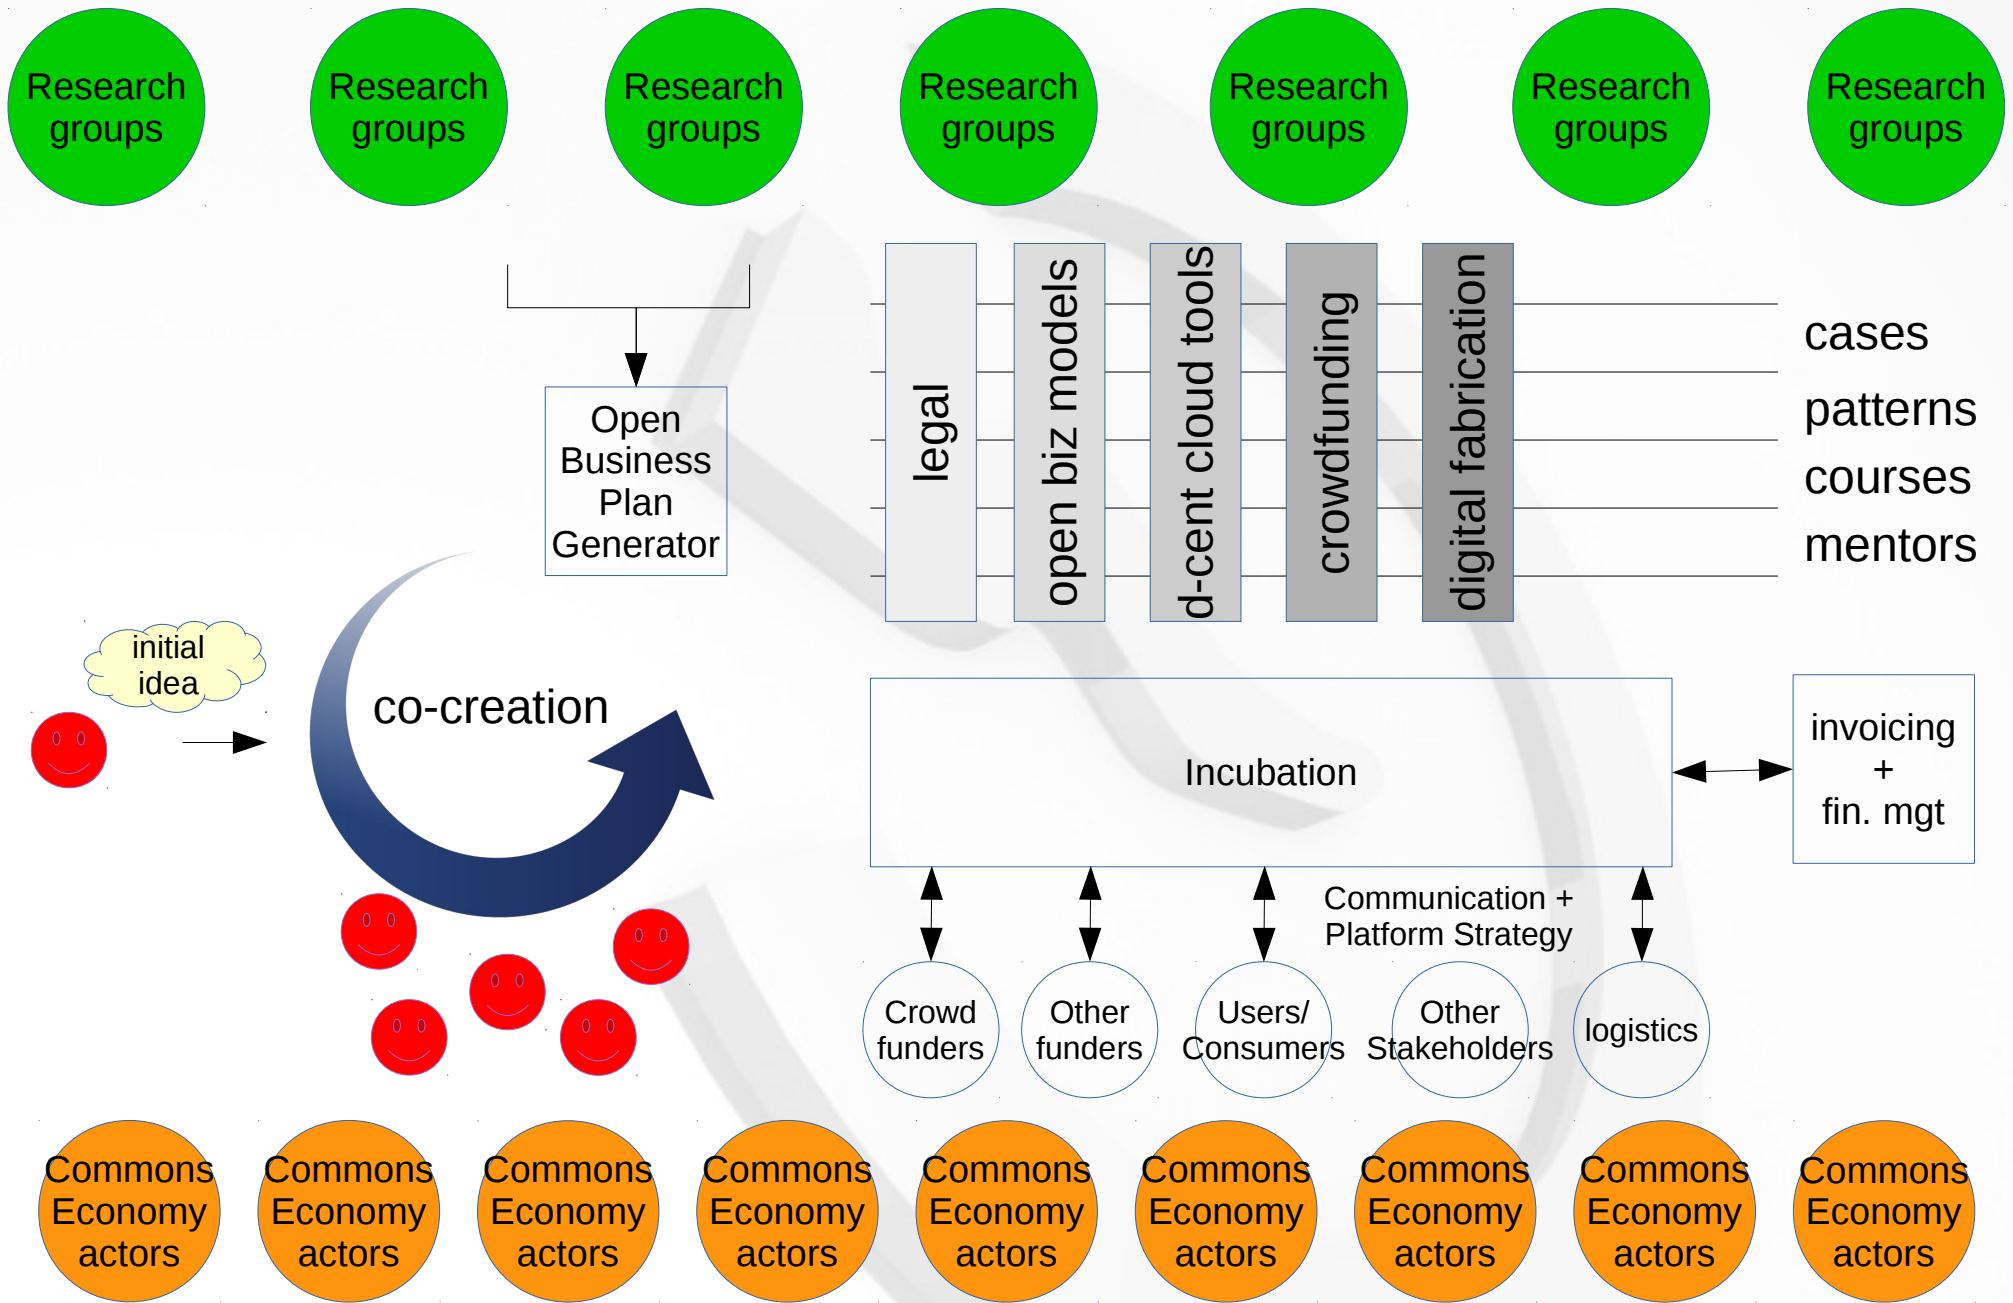 Research
groups
Research
groups
Research
groups
Research
groups
Research
groups
Research
groups
Research
groups
Open
Business
Plan
Generator
legal
open biz models
d-cent cloud tools
crowdfunding
digital fabrication
cases
patterns
courses
mentors
initial
idea
co-creation
Incubation
invoicing
+
fin. mgt
Communication +
Platform Strategy
Crowd
funders
Other
funders
Users/
Consumers
Other
Stakeholders
logistics
Commons
Economy
actors
Commons
Economy
actors
Commons
Economy
actors
Commons
Economy
actors
Commons
Economy
actors
Commons
Economy
actors
Commons
Economy
actors
Commons
Economy
actors
Commons
Economy
actors